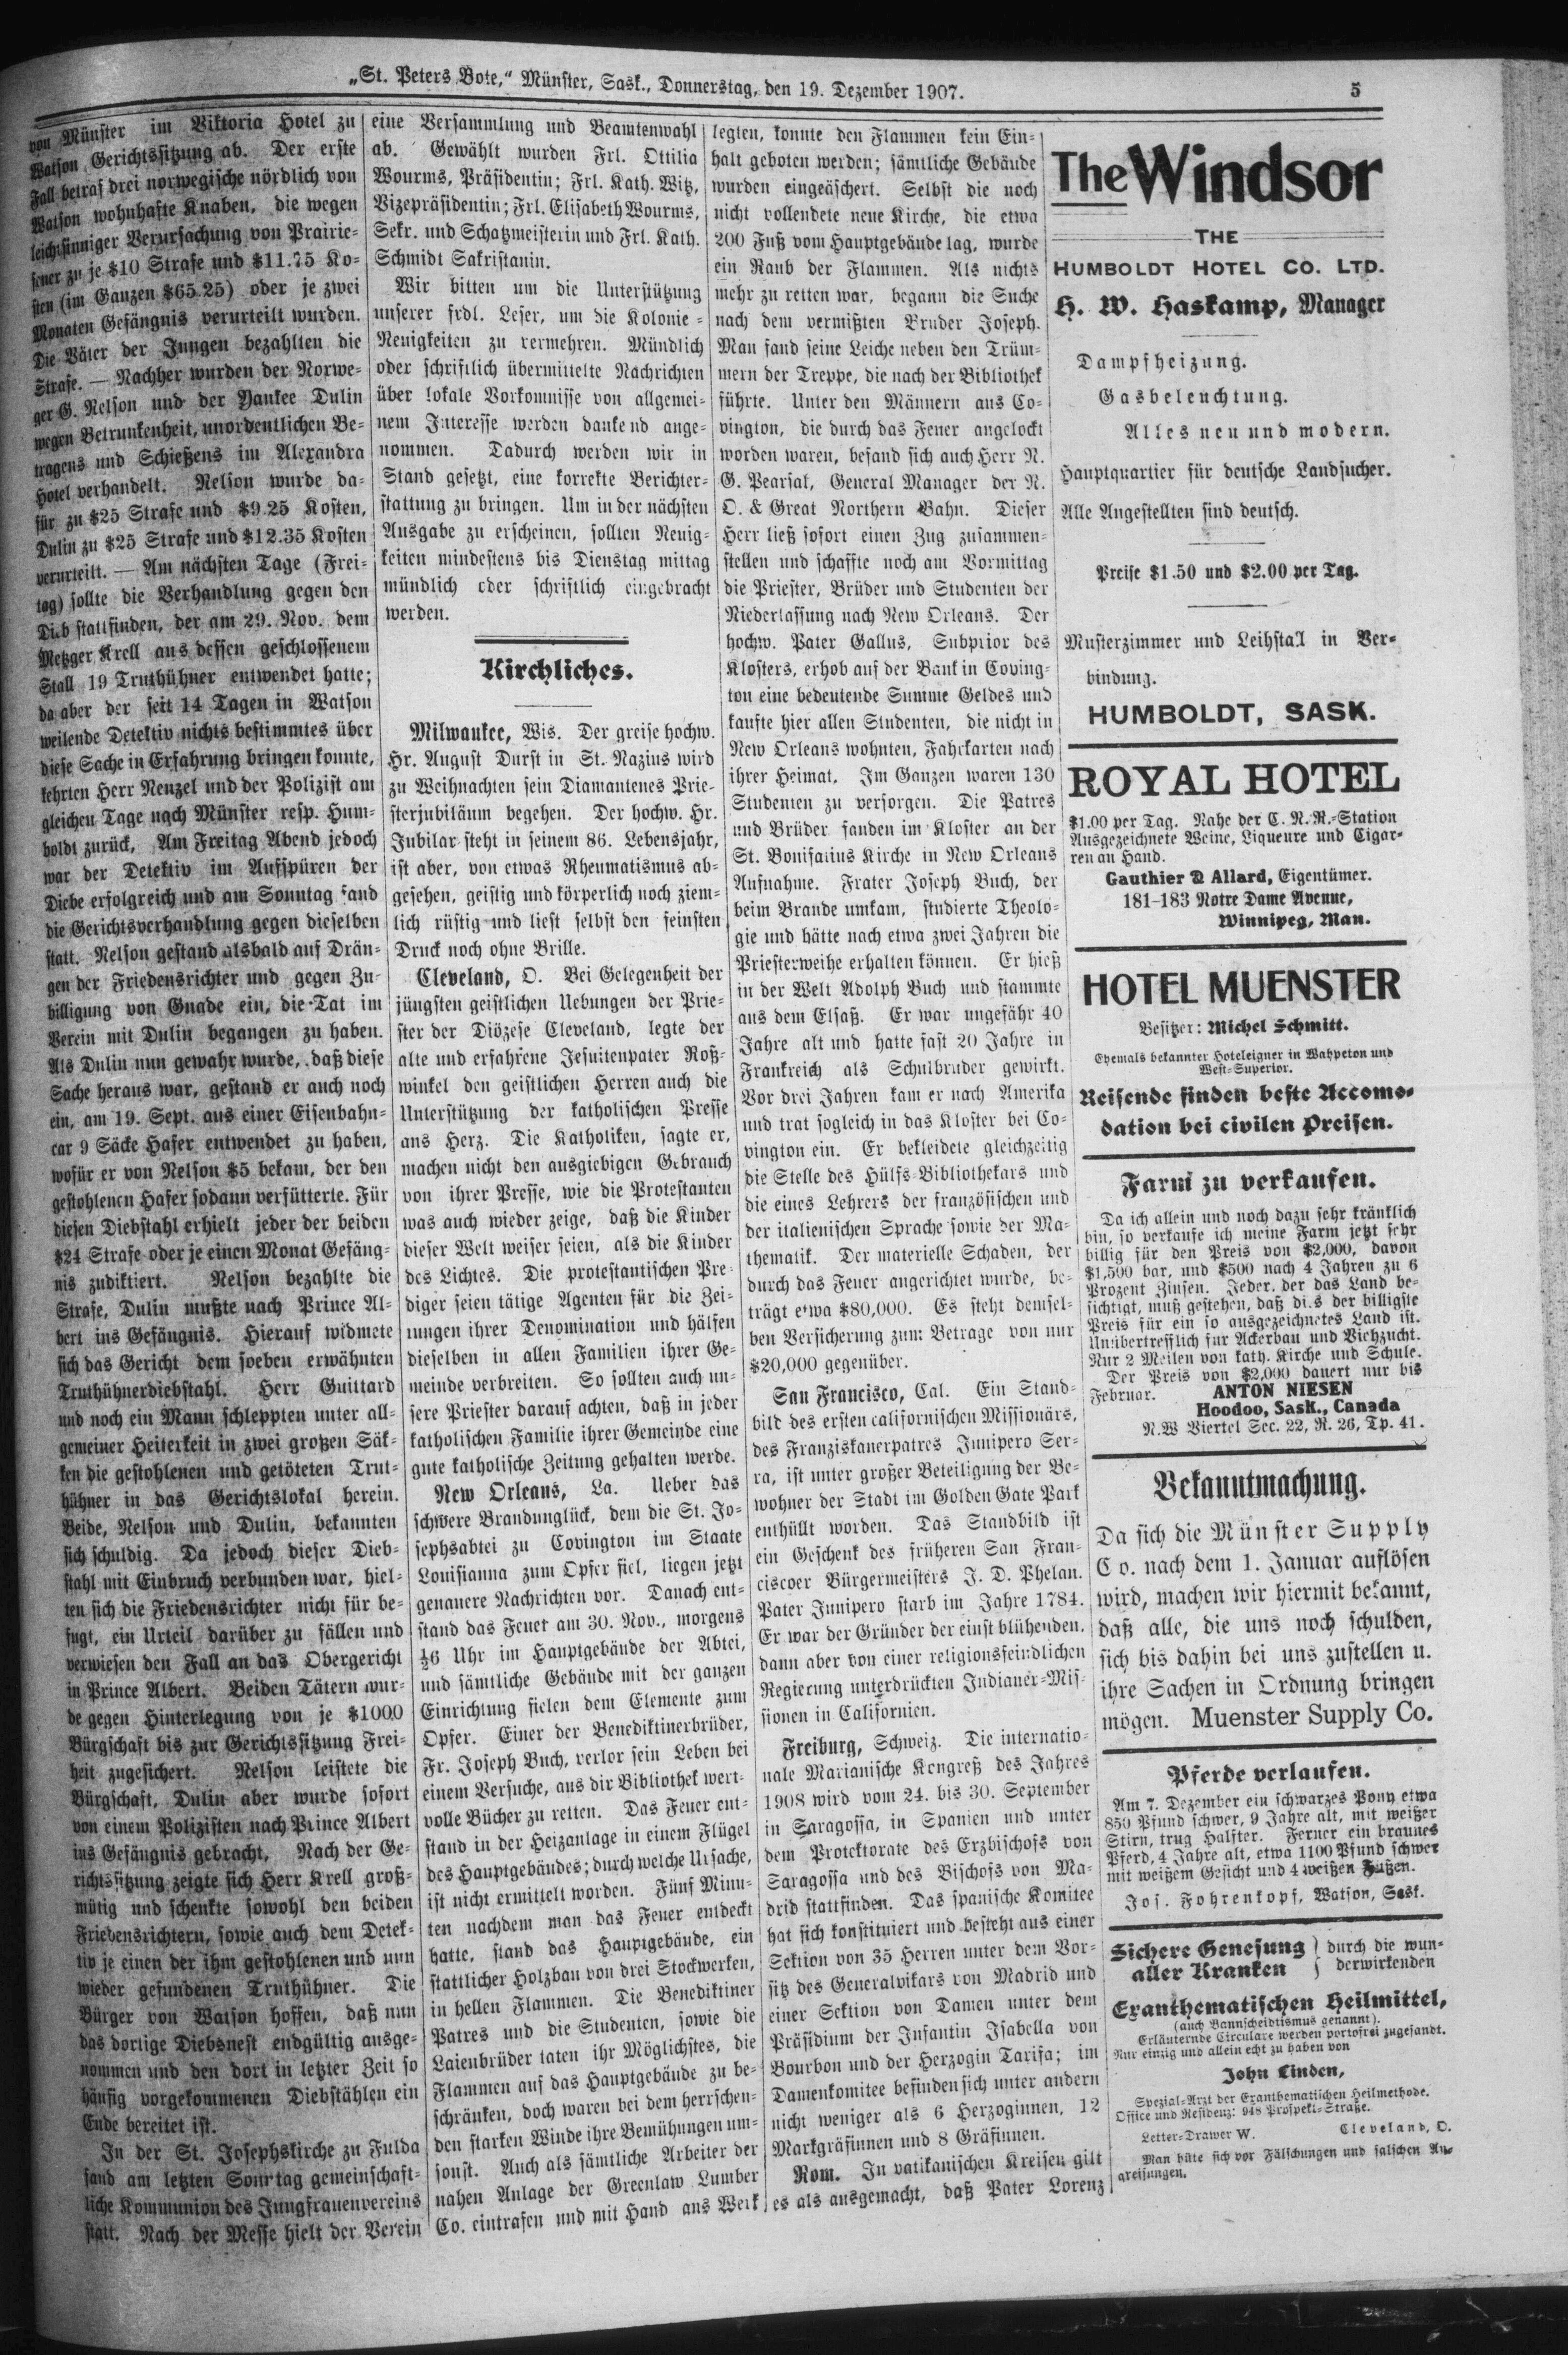 „St. Peters Bote,“ Münster, Sask., Donnerstag, den 19. Dezember 1907.
5
von Münster im Viktoria Hotel zu
Watson Gerichtssitzung ab. Der erste
Fall betraf drei norwegische nördlich von
Watson wohnhafte Knaben, die wegen
leichtsinniger Verursachung von Prairie-
feuer zu je $10 Strafe und $11.75 Ko-
sten (im Ganzen $65.25) oder je zwei
Monaten Gefängnis verurteilt wurden.
Die Väter der Jungen bezahlten die
Strafe. — Nachher wurden der Norwe-
ger G. Nelson und der Yankee Dulin
wegen Betrunkenheit, unordentlichen Be-
tragens und Schießens im Alexandra
Hotel verhandelt. Nelson wurde da-
für zu $25 Strafe und $9.25 Kosten,
Dulin zu $25 Strafe und $12.35 Kosten
verurteilt. — Am nächsten Tage (Frei-
tag) sollte die Verhandlung gegen den
Dieb stattfinden, der am 29. Nov. dem
Metzger Krell aus dessen geschlossenem
Stall 19 Truthühner entwendet hatte;
da aber der seit 14 Tagen in Watson
weilende Detektiv nichts bestimmtes über
diese Sache in Erfahrung bringen konnte,
kehrten Herr Renzel und der Polizist am
gleichen Tage nach Münster resp. Hum-
boldt zurück. Am Freitag Abend jedoch
war der Detektiv im Aufspüren der
Diebe erfolgreich und am Sonntag fand
die Gerichtsverhandlung gegen dieselben
statt. Nelson gestand alsbald auf Drän-
gen der Friedensrichter und gegen Zu-
billigung von Gnade ein, die Tat im
Verein mit Dulin begangen zu haben.
Als Dulin nun gewahr wurde, daß diese
Sache heraus war, gestand er auch noch
ein, am 19. Sept. aus einer Eisenbahn-
car 9 Säcke Hafer entwendet zu haben,
wofür er von Nelson $5 bekam, der den
gestohlenen Hafer sodann verfütterte. Für
diesen Diebstahl erhielt jeder der beiden
$24 Strafe oder je einen Monat Gefäng-
nis zudiktiert. Nelson bezahlte die
Strafe, Dulin mußte nach Prince Al-
bert ins Gefängnis. Hierauf widmete
sich das Gericht dem soeben erwähnten
Truthühnerdiebstahl. Herr Guittard
und noch ein Mann schleppten unter all-
gemeiner Heiterkeit in zwei großen Säk-
ken die gestohlenen und getöteten Trut-
hühner in das Gerichtslokal herein.
Beide, Nelson und Dulin, bekannten
sich schuldig. Da jedoch dieser Dieb-
stahl mit Einbruch verbunden war, hiel-
ten sich die Friedensrichter nicht für be-
fugt, ein Urteil darüber zu fällen und
verwiesen den Fall an das Obergericht
in Prince Albert. Beiden Tätern wur-
de gegen Hinterlegung von je $1000
Bürgschaft bis zur Gerichtssitzung Frei-
heit zugesichert. Nelson leistete die
Bürgschaft, Dulin aber wurde sofort
von einem Polizisten nach Prince Albert
ins Gefängnis gebracht. Nach der Ge-
richtssitzung zeigte sich Herr Krell groß-
mütig und schenkte sowohl den beiden
Friedensrichtern, sowie auch dem Detek-
tiv je einen der ihm gestohlenen und nun
wieder gefundenen Truthühner. Die
Bürger von Watson hoffen, daß nun
das dortige Diebsnest endgültig ausge-
nommen und den dort in letzter Zeit so
häufig vorgekommenen Diebstählen ein
Ende bereitet ist.
In der St. Josephskirche zu Fulda
fand am letzten Sonntag gemeinschaft-
liche Kommunion des Jungfrauenvereins
statt. Nach der Messe hielt der Verein
eine Versammlung und Beamtenwahl
ab. Gewählt wurden Frl. Ottilia
Wourms, Präsidentin; Frl. Kath. Witz,
Vizepräsidentin; Frl. Elisabeth Wourms,
Sekr. und Schatzmeisterin und Frl. Kath.
Schmidt Sakristanin.
Wir bitten um die Unterstützung
unserer frdl. Leser, um die Kolonie-
Neuigkeiten zu vermehren. Mündlich
oder schriftlich übermittelte Nachrichten
über lokale Vorkomnisse von allgemei-
nem Interesse werden dankend ange-
nommen. Dadurch werden wir in
Stand gesetzt, eine korrekte Berichter-
stattung zu bringen. Um in der nächsten
Ausgabe zu erscheinen, sollten Neuig-
keiten mindestens bis Dienstag mittag
mündlich oder schriftlich eingebracht
werden.
Kirchliches.
Milwaukee, Wis. Der greise hochw.
Hr. August Durst in St. Nazius wird
zu Weihnachten sein Diamantenes Prie-
sterjubiläum begehen. Der hochw. Hr.
Jubilar steht in seinem 86. Lebensjahr,
ist aber, von etwas Rheumatismus ab-
gesehen, geistig und körperlich noch ziem-
lich rüstig und liest selbst den feinsten
Druck noch ohne Brille.
Cleveland, O. Bei Gelegenheit der
jüngsten geistlichen Uebungen der Prie-
ster der Diözese Cleveland, legte der
alte und erfahrene Jesuitenpater Roß-
winkel den geistlichen Herren auch die
Unterstützung der katholischen Presse
ans Herz. Die Katholiken, sagte er,
machen nicht den ausgiebigen Gebrauch
von ihrer Presse, wie die Protestanten
was auch wieder zeige, daß die Kinder
dieser Welt weiser seien, als die Kinder
des Lichtes. Die protestantischen Pre-
diger seien tätige Agenten für die Zei-
tungen ihrer Denomination und hälfen
dieselben in allen Familien ihrer Ge-
meinde verbreiten. So sollten auch un-
sere Priester darauf achten, daß in jeder
katholischen Familie ihrer Gemeinde eine
gute katholische Zeitung gehalten werde.
New Orleans, La. Ueber das
schwere Brandunglück, dem die St. Jo-
sephsabtei zu Covington im Staate
Louisianna zum Opfer fiel, liegen jetzt
genauere Nachrichten vor. Danach ent-
stand das Feuer am 30. Nov., morgens
½6 Uhr im Hauptgebäude der Abtei,
und sämtliche Gebäude mit der ganzen
Einrichtung fielen dem Elemente zum
Opfer. Einer der Benediktinerbrüder,
Fr. Joseph Buch, verlor sein Leben bei
einem Versuche, aus dir Bibliothek wert-
volle Bücher zu retten. Das Feuer ent-
stand in der Heizanlage in einem Flügel
des Hauptgebäudes; durch welche Ursache,
ist nicht ermittelt worden. Fünf Minu-
ten nachdem man das Feuer entdeckt
hatte, stand das Hauptgebäude, ein
stattlicher Holzbau von drei Stockwerken,
in hellen Flammen. Die Benediktiner
Patres und die Studenten, sowie die
Laienbrüder taten ihr Möglichstes, die
Flammen auf das Hauptgebäude zu be-
schränken, doch waren bei dem herrschen-
den starken Winde ihre Bemühungen um-
sonst. Auch als sämtliche Arbeiter der
nahen Anlage der Greenlaw Lumber
Co. eintrafen und mit Hand ans Werk
legten, konnte den Flammen kein Ein-
halt geboten werden; sämtliche Gebäude
wurden eingeäschert. Selbst die noch
nicht vollendete neue Kirche, die etwa
200 Fuß vom Hauptgebäude lag, wurde
ein Raub der Flammen. Als nichts
mehr zu retten war, begann die Suche
nach dem vermißten Bruder Joseph.
Man fand seine Leiche neben den Trüm-
mern der Treppe, die nach der Bibliothek
führte. Unter den Männern aus Co-
vington, die durch das Feuer angelockt
worden waren, befand sich auch Herr N.
G. Pearsal, General Manager der N.
O. & Great Northern Bahn. Dieser
Herr ließ sofort einen Zug zusammen-
stellen und schaffte noch am Vormittag
die Priester, Brüder und Studenten der
Niederlassung nach New Orleans. Der
hochw. Pater Gallus, Subprior des
Klosters, erhob auf der Bank in Coving-
ton eine bedeutende Summe Geldes und
kaufte hier allen Studenten, die nicht in
New Orleans wohnten, Fahrkarten nach
ihrer Heimat. Im Ganzen waren 130
Studenten zu versorgen. Die Patres
und Brüder fanden im Kloster an der
St. Bonifatius Kirche in New Orleans
Aufnahme. Frater Joseph Buch, der
beim Brande umkam, studierte Theolo-
gie und hätte nach etwa zwei Jahren die
Priesterweihe erhalten können. Er hieß
in der Welt Adolph Buch und stammte
aus dem Elsaß. Er war ungefähr 40
Jahre alt und hatte fast 20 Jahre in
Frankreich als Schulbruder gewirkt.
Vor drei Jahren kam er nach Amerika
und trat sogleich in das Kloster bei Co-
vington ein. Er bekleidete gleichzeitig
die Stelle des Hülfs-Bibliothekars und
die eines Lehrers der französischen und
der italienischen Sprache sowie der Ma-
thematik. Der materielle Schaden, der
durch das Feuer angerichtet wurde, be-
trägt etwa $80,000. Es steht demsel-
ben Versicherung zum Betrage von nur
$20,000 gegenüber.
San Francisco, Cal. Ein Stand-
bild des ersten californischen Missionärs,
des Franziskanerpatres Junipero Ser-
ra, ist unter großer Beteiligung der Be-
wohner der Stadt im Golden Gate Park
enthüllt worden. Das Standbild ist
ein Geschenk des früheren San Fran-
ciscoer Bürgermeisters J. D. Phelan.
Pater Junipero starb im Jahre 1784.
Er war der Gründer der einst blühenden,
dann aber von einer religionsfeindlichen
Regierung unterdrückten Indianer-Mis-
sionen in Californien.
Freiburg, Schweiz. Die internatio-
nale Marianische Kongreß des Jahres
1908 wird vom 24. bis 30. September
in Saragossa, in Spanien und unter
dem Protektorate des Erzbischofs von
Saragossa und des Bischofs von Ma-
drid stattfinden. Das spanische Komitee
hat sich konstituiert und besteht aus einer
Sektion von 35 Herren unter dem Vor-
sitz des Generalvikars von Madrid und
einer Sektion von Damen unter dem
Präsidium der Infantin Isabella von
Bourbon und der Herzogin Tarifa; im
Damenkomitee befinden sich unter andern
nicht weniger als 6 Herzoginnen, 12
Markgräfinnen und 8 Gräfinnen.
Rom. In vatikanischen Kreisen gilt
es als ausgemacht, daß Pater Lorenz
The Windsor
THE
HUMBOLDT HOTEL CO. LTD.
H. W. Haskamp, Manager
Dampfheizung.
Gasbeleuchtung.
Alles neu und modern.
Hauptquartier für deutsche Landsucher.
Alle Angestellten sind deutsch.
Preise $1.50 und $2.00 per Tag.
Musterzimmer und Leihstall in Ver-
bindung.
HUMBOLDT, SASK.
ROYAL HOTEL
$1.00 per Tag. Nahe der C. N. R.-Station
Ausgezeichnete Weine, Liqueure und Cigar-
ren an Hand.
Gauthier & Allard, Eigentümer.
181-183 Notre Dame Avenue,
Winnipeg, Man.
HOTEL MUENSTER
Besitzer: Michel Schmitt.
Ehemals bekannter Hoteleigner in Wahpeton und
West-Superior.
Reisende finden beste Accomo-
dation bei civilen Preisen.
Farm zu verkaufen.
Da ich allein und noch dazu sehr kränklich
bin, so verkaufe ich meine Farm jetzt sehr
billig für den Preis von $2,000, davon
$1,500 bar, und $500 nach 4 Jahren zu 6
Prozent Zinsen. Jeder, der das Land be-
sichtigt, muß gestehen, daß dies der billigste
Preis für ein so ausgezeichnetes Land ist.
Unübertrefflich für Ackerbau und Viehzucht.
Nur 2 Meilen von kath. Kirche und Schule.
Der Preis von $2,000 dauert nur bis
Februar.
ANTON NIESEN
Hoodoo, Sask., Canada
N.W Viertel Sec. 22, R. 26, Tp. 41.
Bekanntmachung.
Da sich die Münster Supply
Co. nach dem 1. Januar auflösen
wird, machen wir hiermit bekannt,
daß alle, die uns noch schulden,
sich bis dahin bei uns zustellen u.
ihre Sachen in Ordnung bringen
mögen. Muenster Supply Co.
Pferde verlaufen.
Am 7. Dezember ein schwarzes Pony etwa
850 Pfund schwer, 9 Jahre alt, mit weißer
Stirn, trug Halfter. Ferner ein braunes
Pferd, 4 Jahre alt, etwa 1100 Pfund schwer
mit weißem Gesicht und 4 weißen Füßen.
Jos. Fohrenkopf, Watson, Sask.
Sichere Genesung } durch die wun-
aller Kranken } derwirkenden
Exanthematischen Heilmittel,
(auch Baunscheidtismus genannt).
Erläuternde Circulare werden portofrei zugesandt.
Nur einzig und allein echt zu haben von
John Linden,
Spezial-Arzt der Exanthematischen Heilmethode.
Office und Residenz: 948 Prospekt-Straße.
Letter-Drawer W. Cleveland, O.
Man hüte sich vor Fälschungen und falschen An-
preisungen.